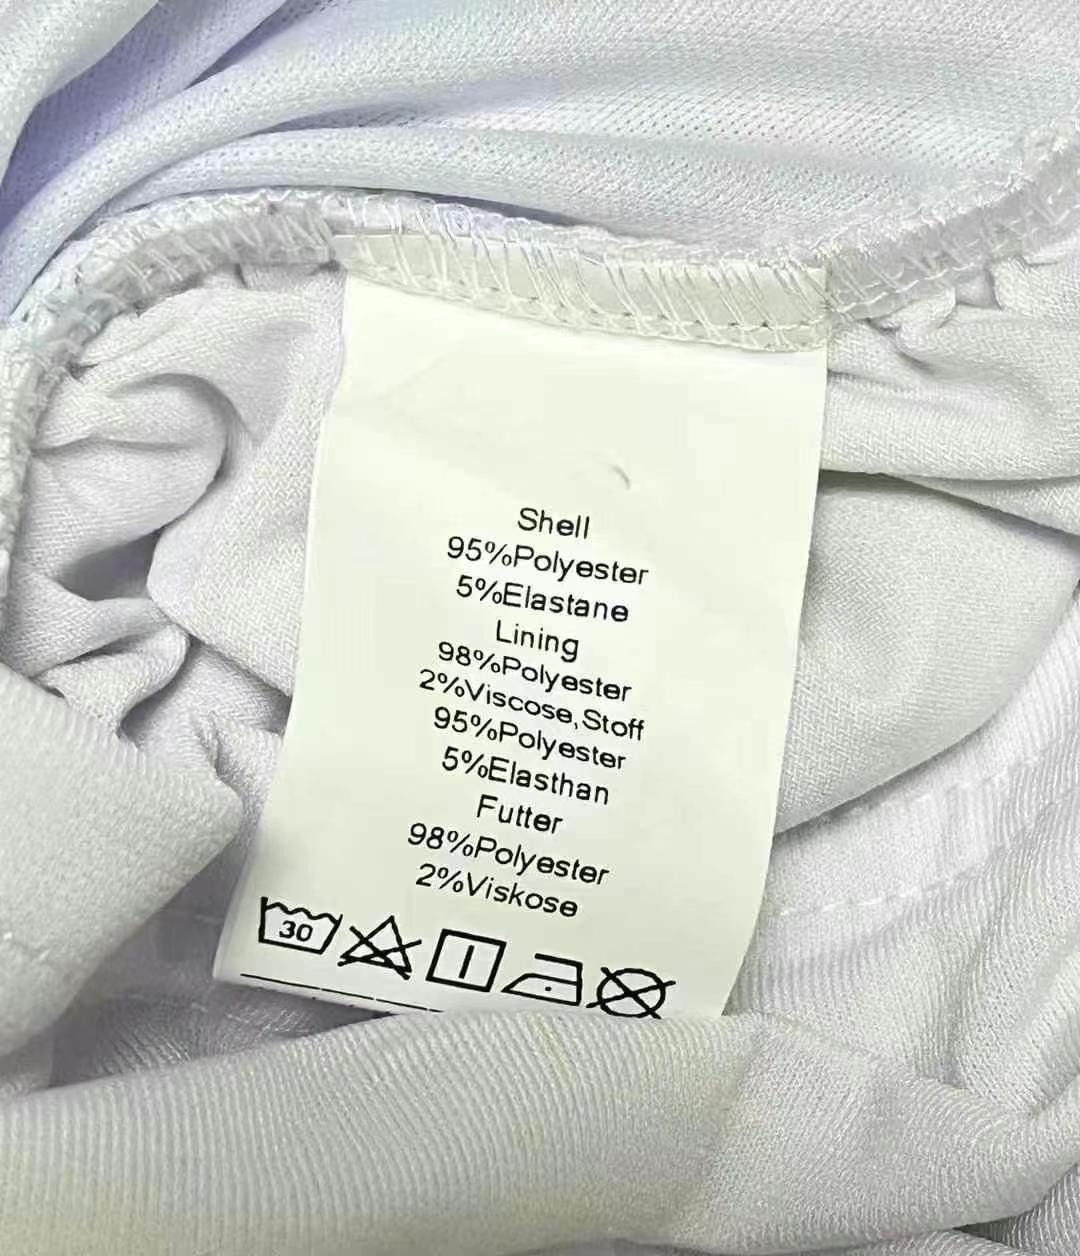 Shell
95%Polyester
5%Elastane
Lining
98%Polyester
2%Viscose,Stoff
95%Polyester
5%Elasthan
Futter
98%Polyester
2%Viskose
30